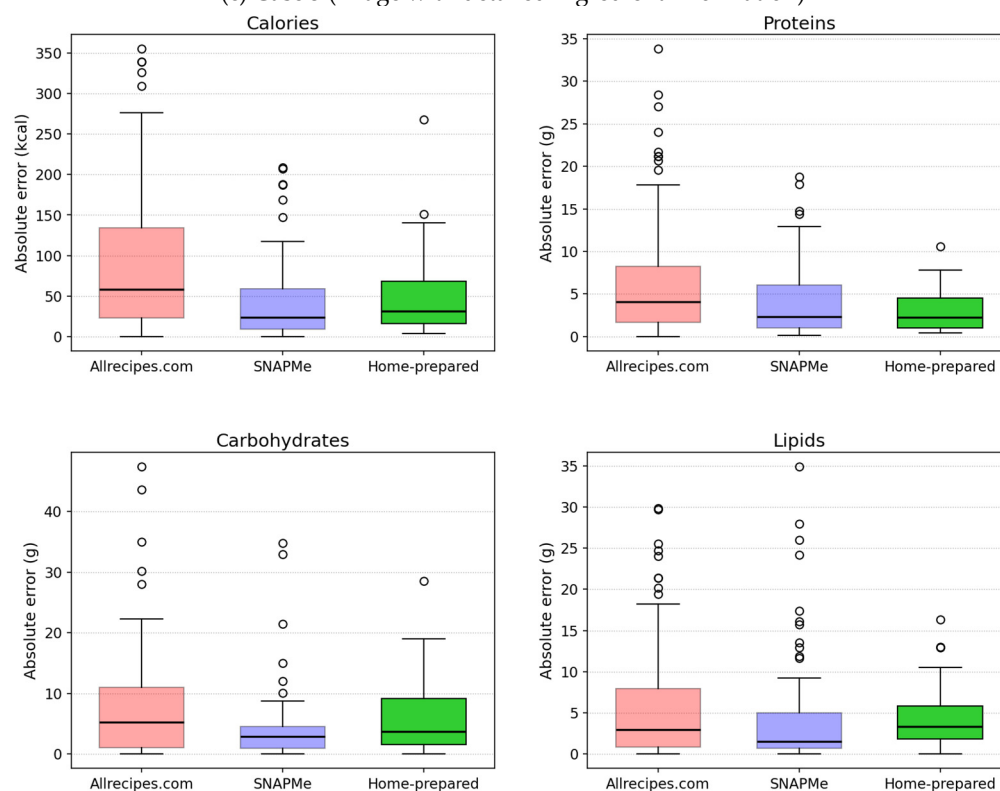 Calories
Proteins
Absolute error (kcal)
350
300
250
200
150
100
50
0
Allrecipes.com SNAPMe Home-prepared
Absolute error (g)
35
30
25
20
15
10
5
0
Allrecipes.com SNAPMe Home-prepared
Carbohydrates
Lipids
Absolute error (g)
40
30
20
10
0
Allrecipes.com SNAPMe Home-prepared
Absolute error (g)
35
30
25
20
15
10
5
0
Allrecipes.com SNAPMe Home-prepared